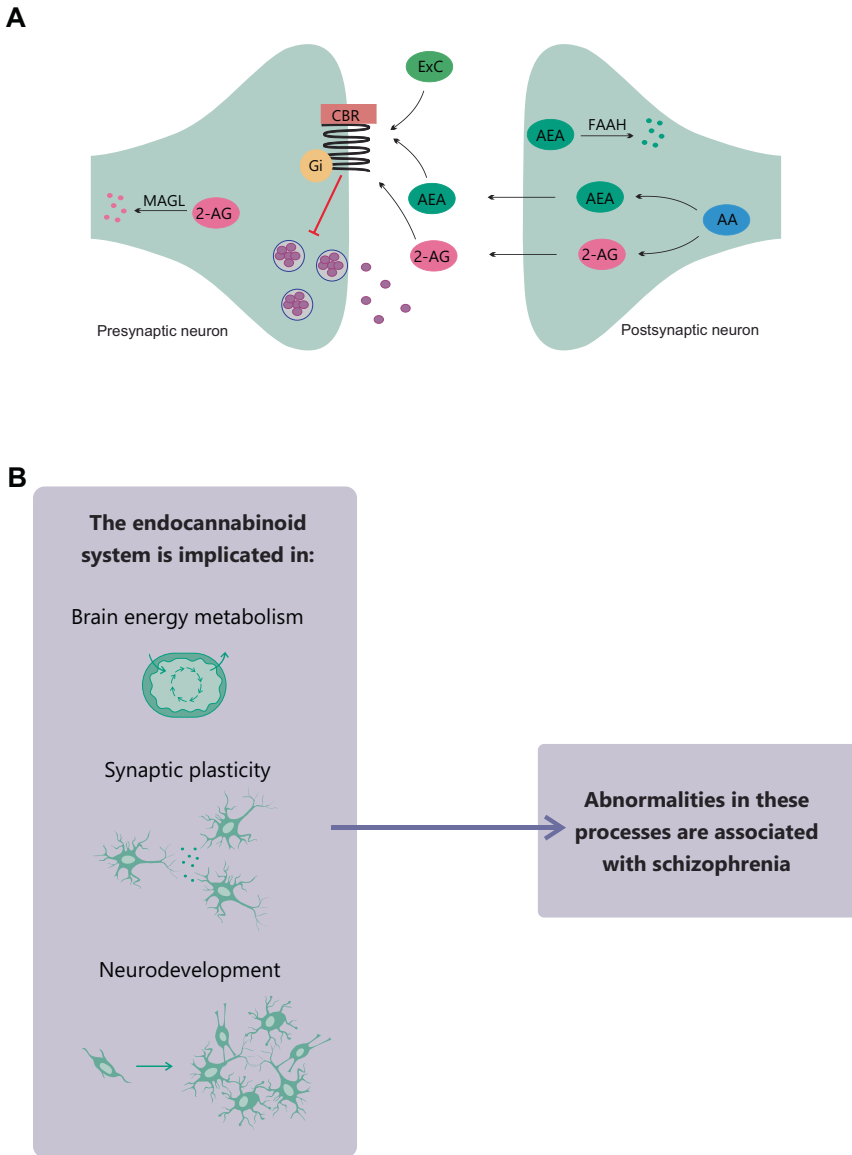 A
ExC
CBR
Gi
AEA
FAAH
MAGL
2-AG
AEA
AEA
AA
2-AG
2-AG
Presynaptic neuron
Postsynaptic neuron
B
The endocannabinoid
system is implicated in:
Brain energy metabolism
Synaptic plasticity
Neurodevelopment
Abnormalities in these
processes are associated
with schizophrenia